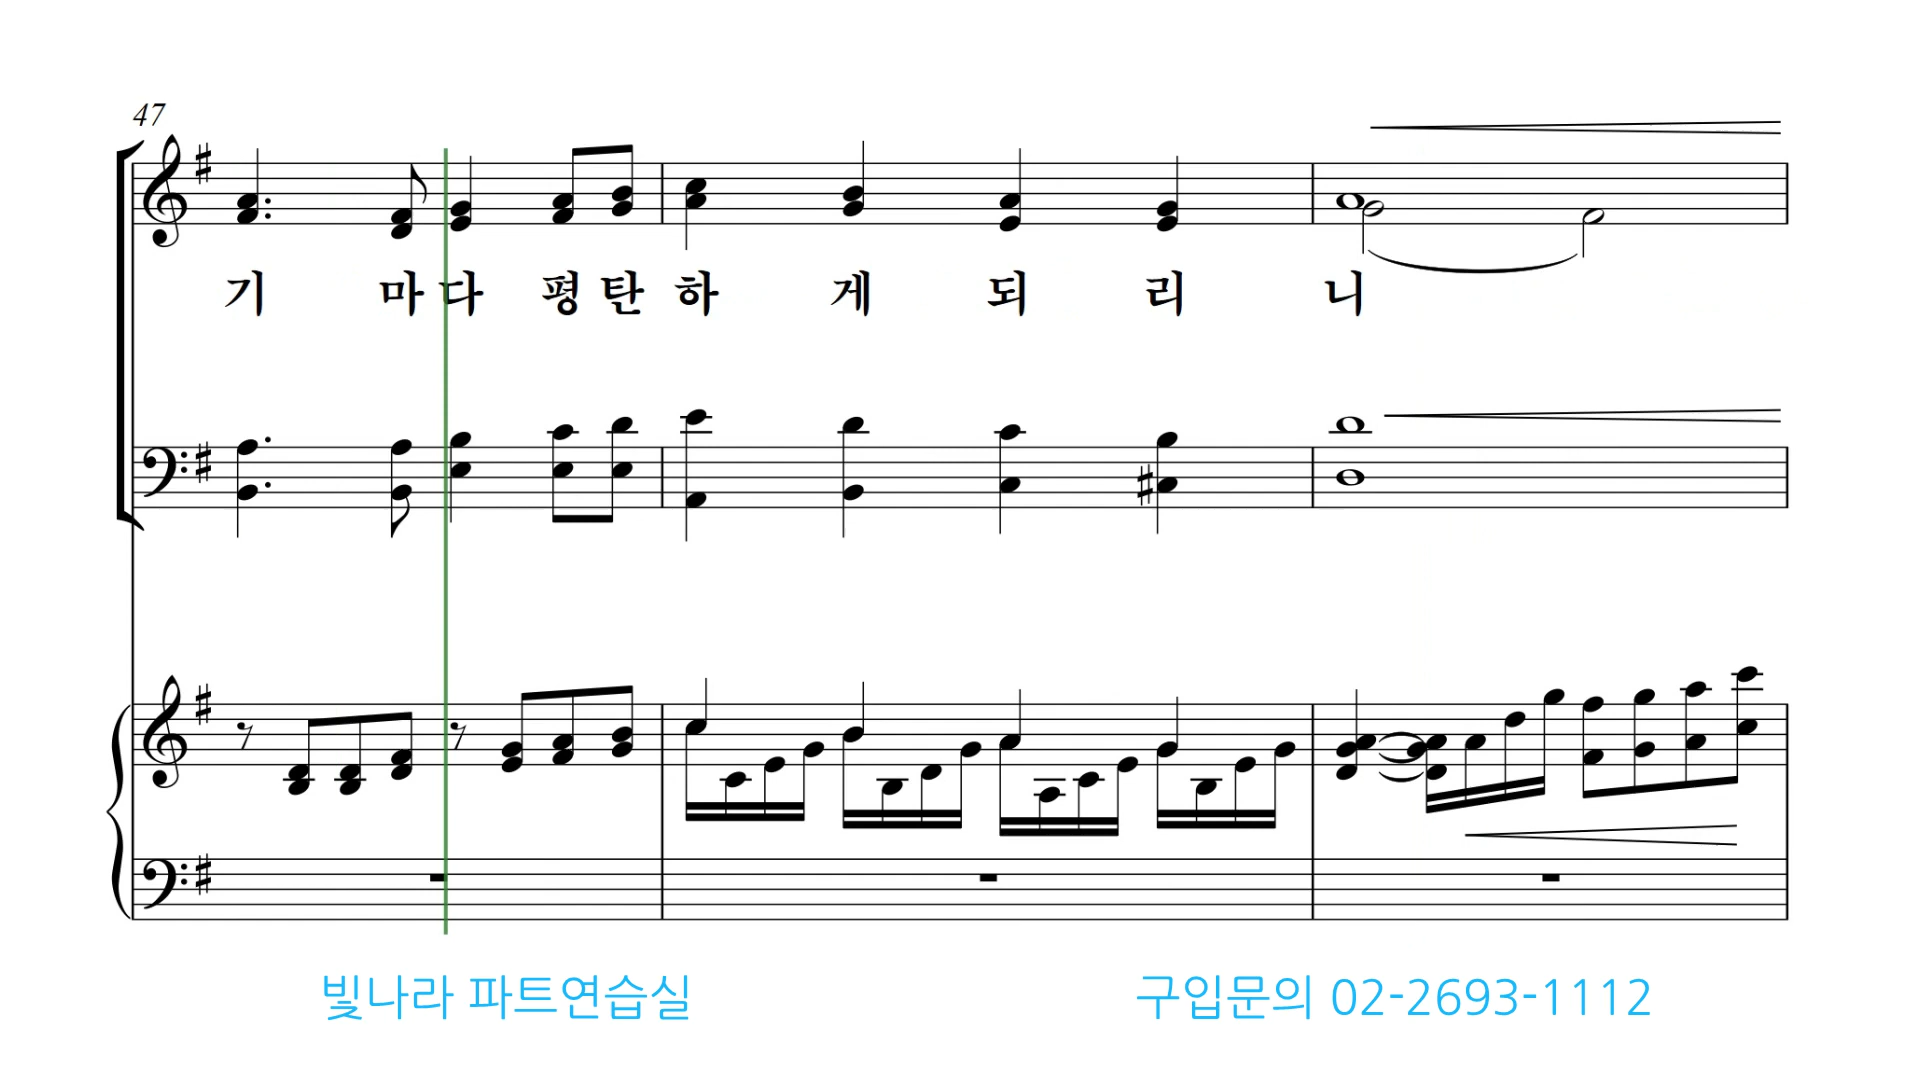 47
기 마다 평탄하 게 되 리 니
빛나라 파트연습실
구입문의 02-2693-1112